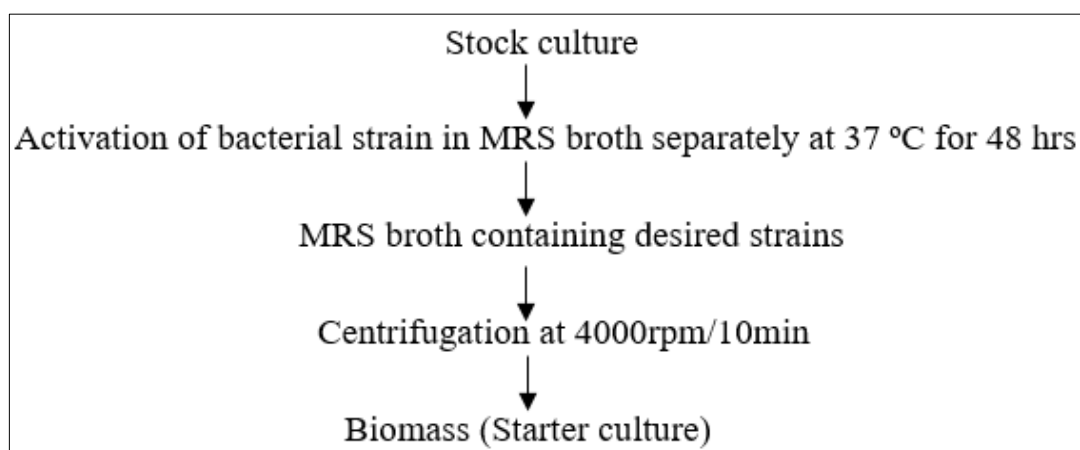 Stock culture
Activation of bacterial strain in MRS broth separately at 37 ºC for 48 hrs
MRS broth containing desired strains
Centrifugation at 4000rpm/10min
Biomass (Starter culture)